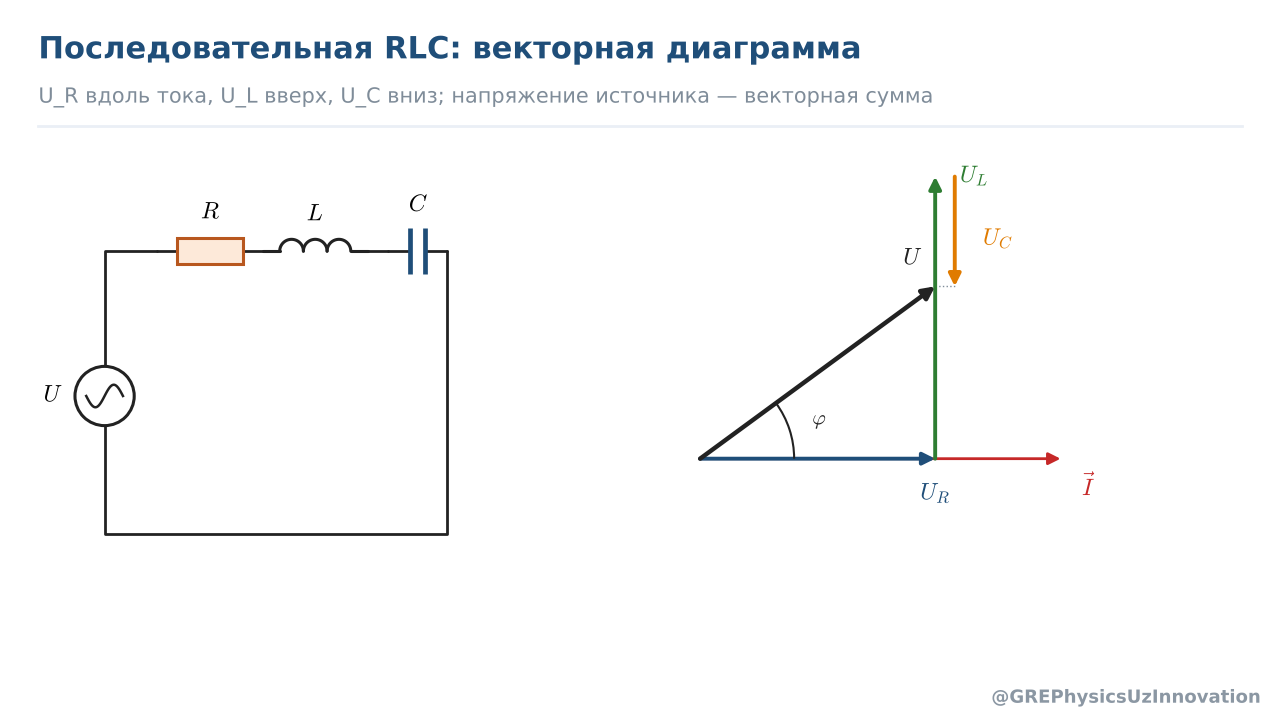 Последовательная RLC: векторная диаграмма
U_R вдоль тока, U_L вверх, U_C вниз; напряжение источника — векторная сумма
R
L
C
U
U_L
U_C
U
φ
U_R
I⃗
@GREPhysicsUzInnovation